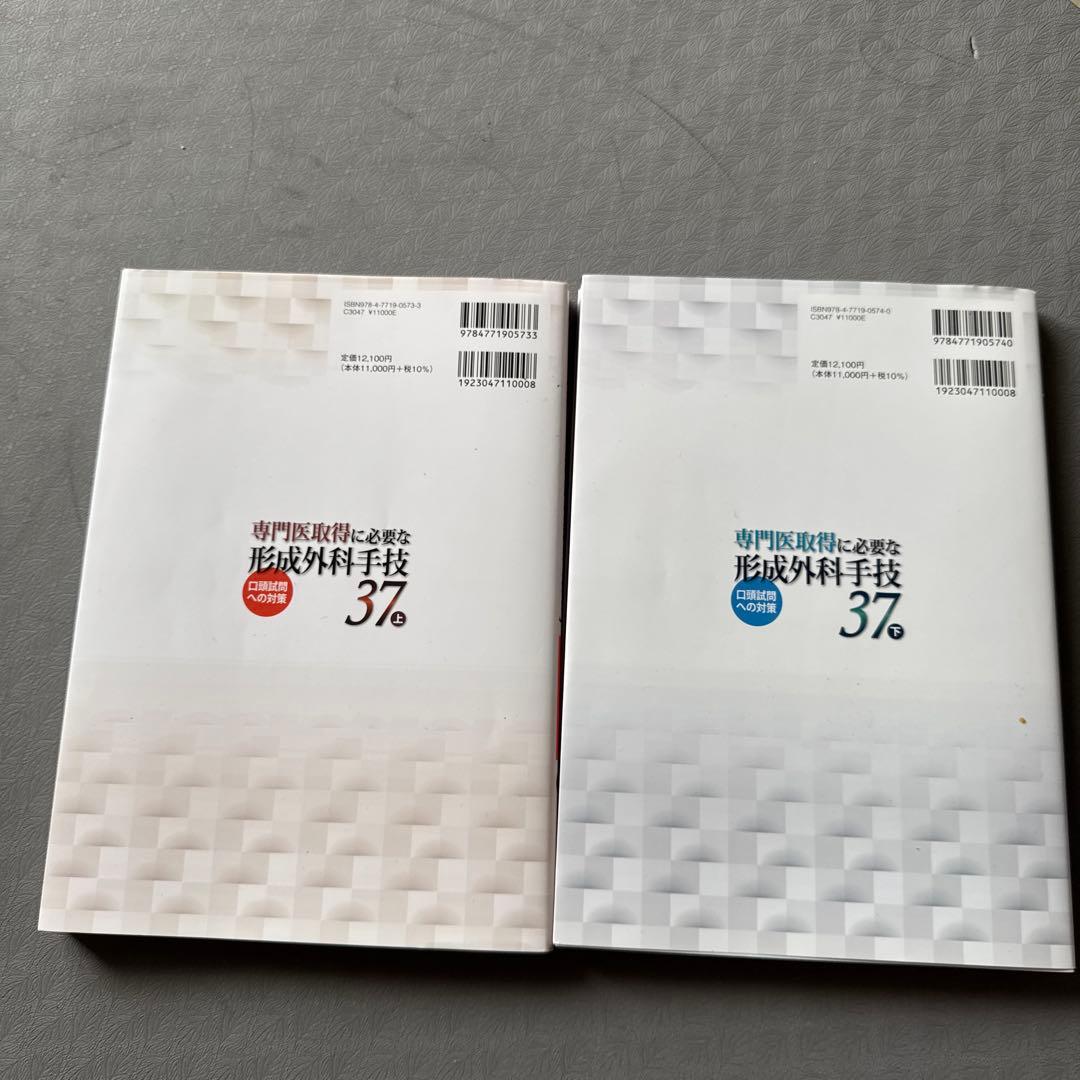 ISBN978-4-7719-0573-3
C3047 ¥11000E
9784771905733
定価12,100円
(本体11,000円+税10%)
1923047110008
専門医取得に必要な
形成外科手技
口頭試問
への対策
37上
ISBN978-4-7719-0574-0
C3047 ¥11000E
9784771905740
定価12,100円
(本体11,000円+税10%)
1923047110008
専門医取得に必要な
形成外科手技
口頭試問
への対策
37下